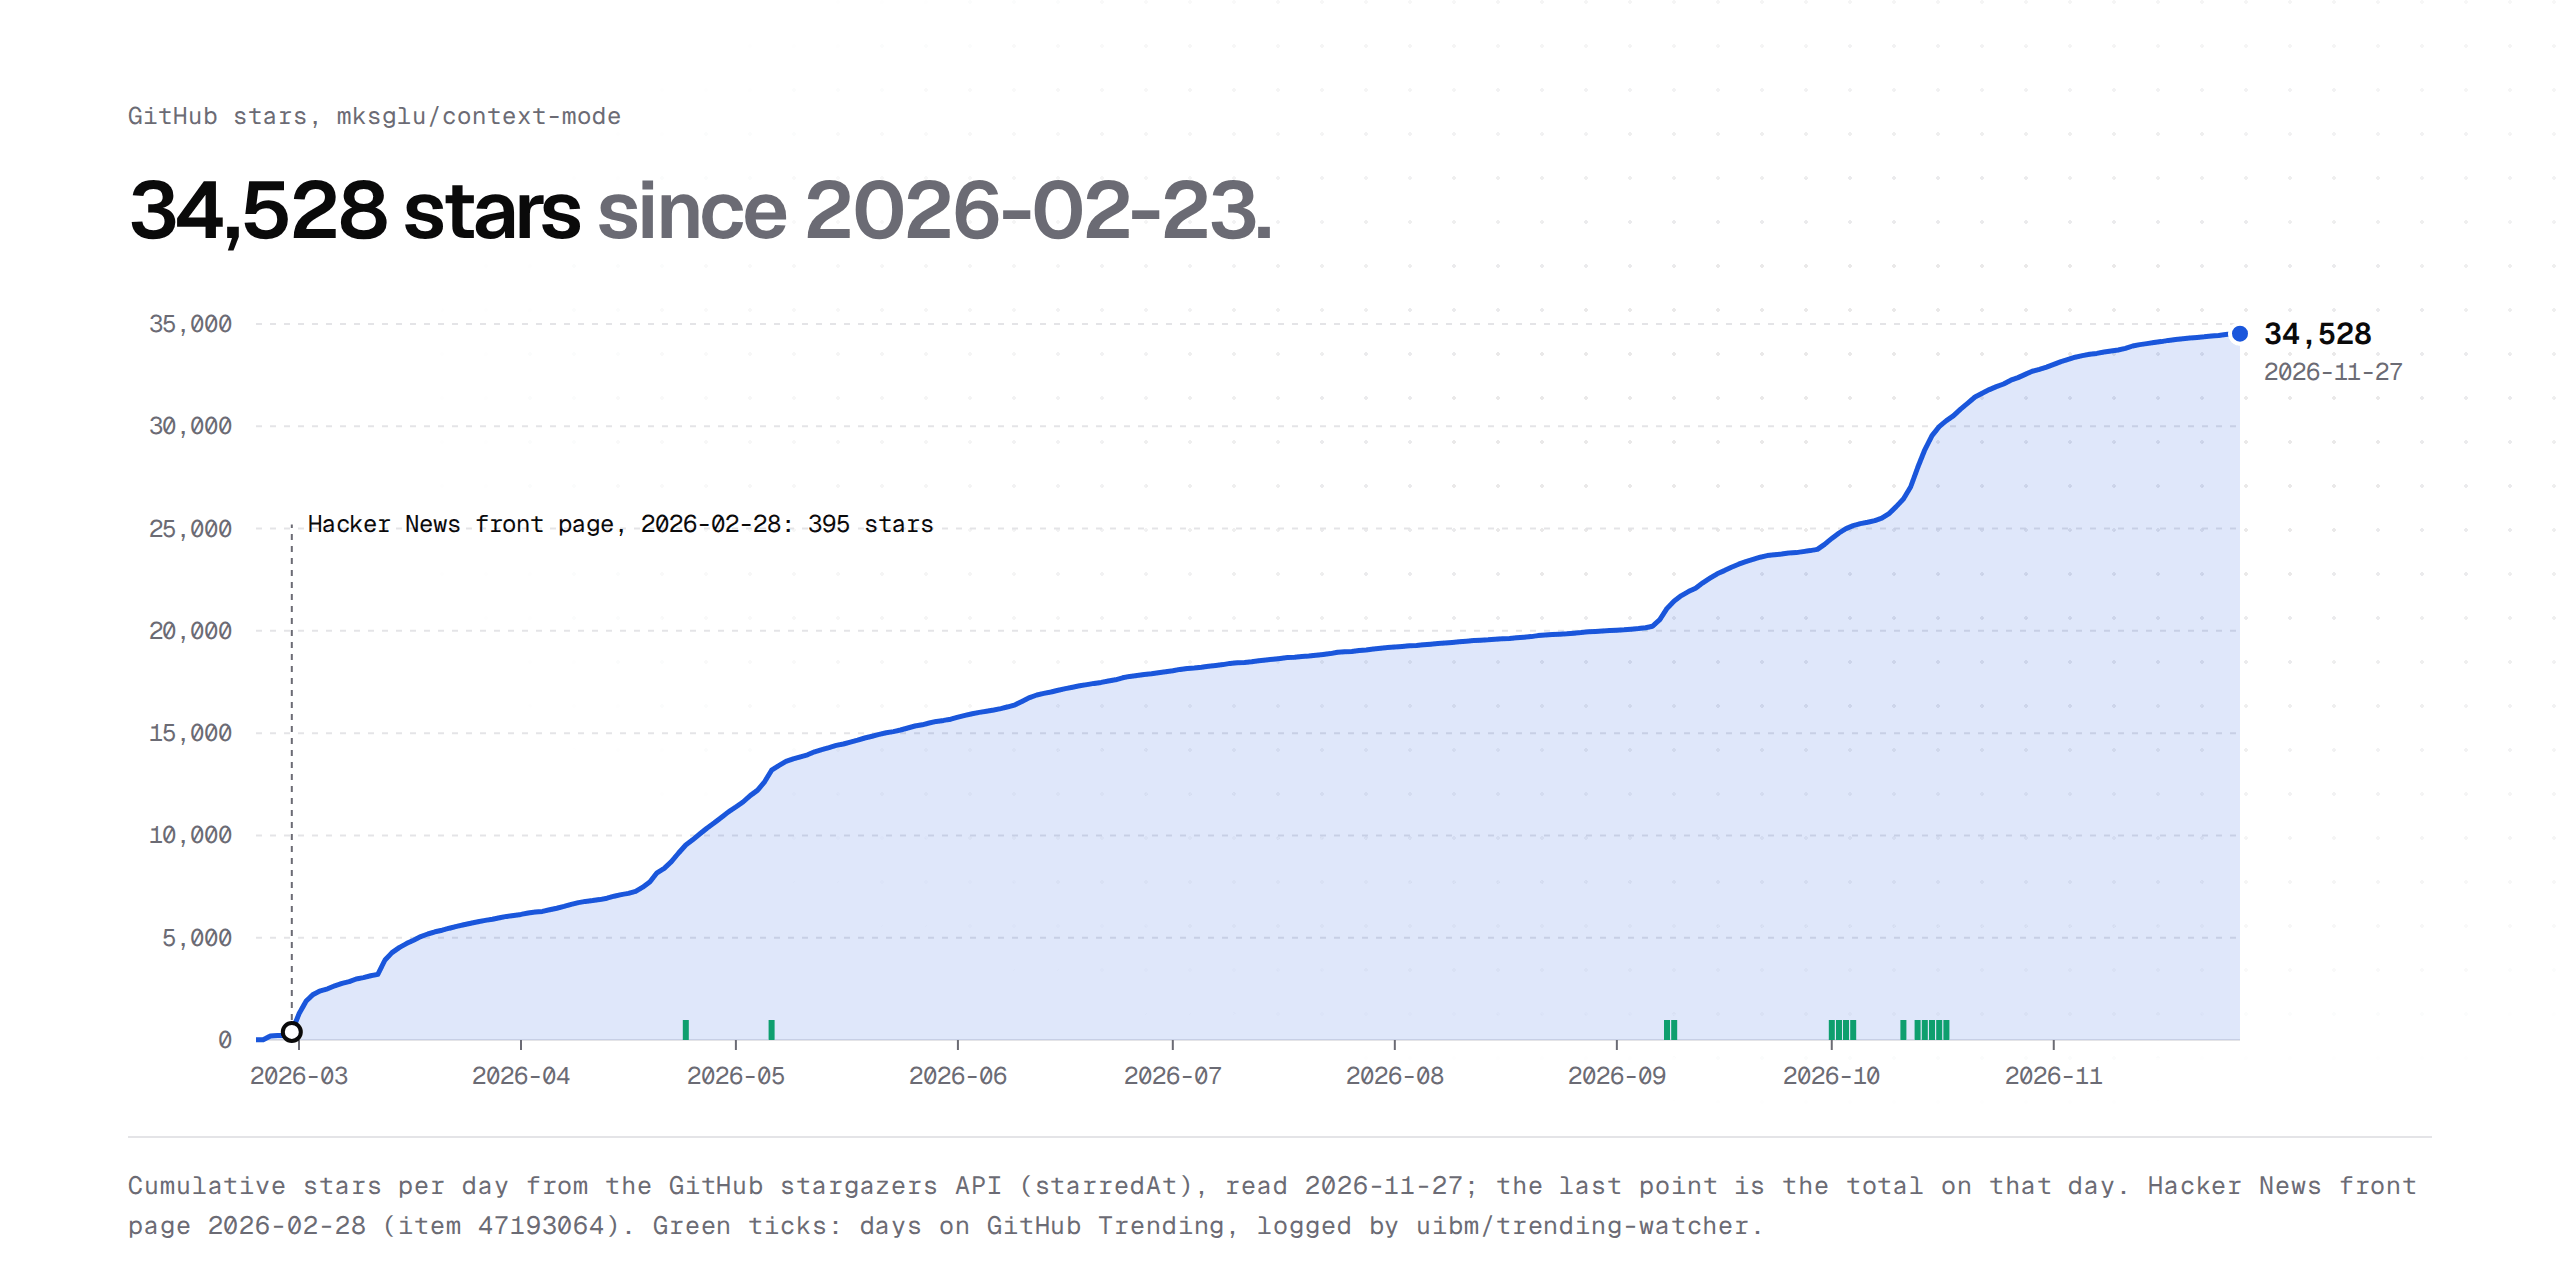 GitHub stars, mksglu/context-mode
34,528 stars since 2026-02-23.
35,000
34,528
2026-11-27
30,000
25,000
Hacker News front page, 2026-02-28: 395 stars
20,000
15,000
10,000
5,000
0
2026-03 2026-04 2026-05 2026-06 2026-07 2026-08 2026-09 2026-10 2026-11
Cumulative stars per day from the GitHub stargazers API (starredAt), read 2026-11-27; the last point is the total on that day. Hacker News front
page 2026-02-28 (item 47193064). Green ticks: days on GitHub Trending, logged by uibm/trending-watcher.